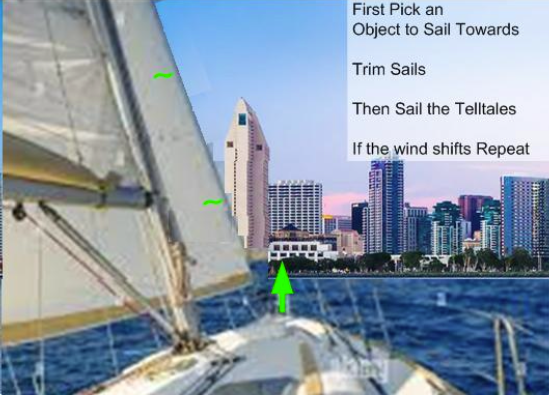 First Pick an
Object to Sail Towards
Trim Sails
Then Sail the Telltales
If the wind shifts Repeat